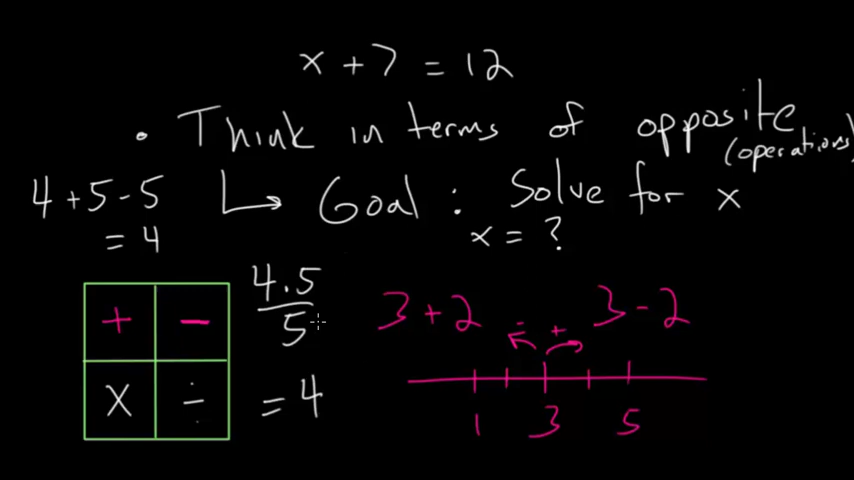 x + 7 = 12
• Think in terms of opposite
(operations)
4 + 5 - 5
= 4
↳ Goal : Solve for x
x = ?
+ -
x ÷
4 . 5
5
= 4
3 + 2
3 - 2
- +
1 3 5